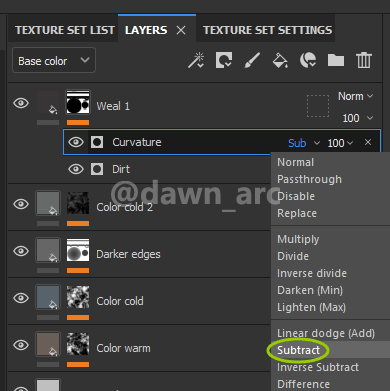 TEXTURE SET LIST LAYERS × TEXTURE SET SETTINGS
Base color
Weal 1 Norm
100
Curvature Sub 100 ×
Dirt
@dawn_arc
Color cold 2
Darker edges
Color cold
Color warm
Normal
Passthrough
Disable
Replace
Multiply
Divide
Inverse divide
Darken (Min)
Lighten (Max)
Linear dodge (Add)
Subtract
Inverse Subtract
Difference